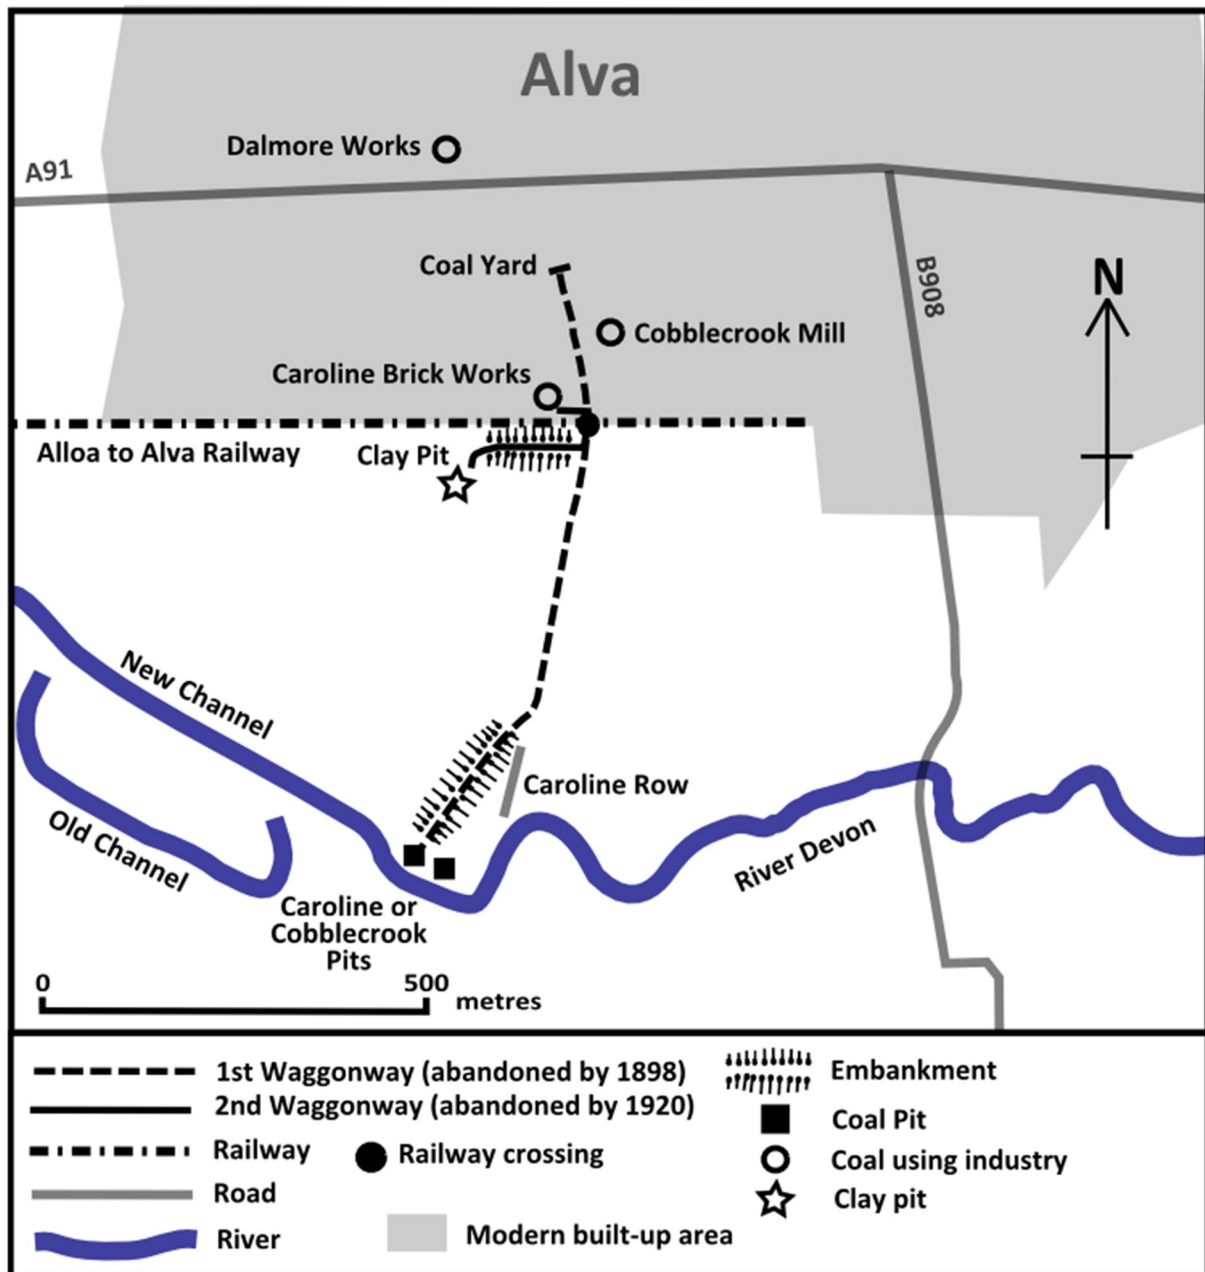 Alva
Dalmore Works
A91
Coal Yard
B908
N
Cobblecrook Mill
Caroline Brick Works
Alloa to Alva Railway
Clay Pit
New Channel
Caroline Row
Old Channel
River Devon
Caroline or
Cobblecrook
Pits
0 500
metres
1st Waggonway (abandoned by 1898)
2nd Waggonway (abandoned by 1920)
Railway
Railway crossing
Road
River
Modern built-up area
Embankment
Coal Pit
Coal using industry
Clay pit